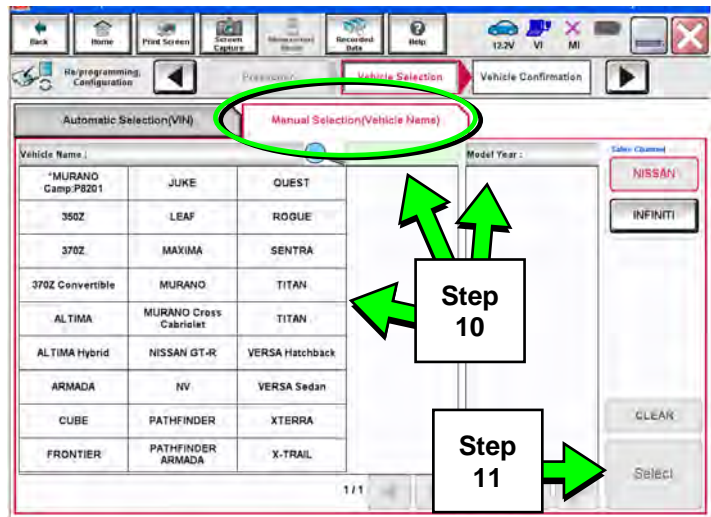 Back
Home
Print Screen
Screen
Capture
Measurement
Mode
Recorded
Data
Help
12.2V
VI
MI
Re/programming,
Configuration
Precaution
Vehicle Selection
Vehicle Confirmation
Automatic Selection(VIN)
Manual Selection(Vehicle Name)
Vehicle Name :
Model Year :
Sales Channel
*MURANO
Camp:P8201
JUKE
QUEST
NISSAN
350Z
LEAF
ROGUE
INFINITI
370Z
MAXIMA
SENTRA
370Z Convertible
MURANO
TITAN
ALTIMA
MURANO Cross
Cabriolet
TITAN
ALTIMA Hybrid
NISSAN GT-R
VERSA Hatchback
ARMADA
NV
VERSA Sedan
CUBE
PATHFINDER
XTERRA
FRONTIER
PATHFINDER
ARMADA
X-TRAIL
Step
10
Step
11
CLEAR
Select
1/1